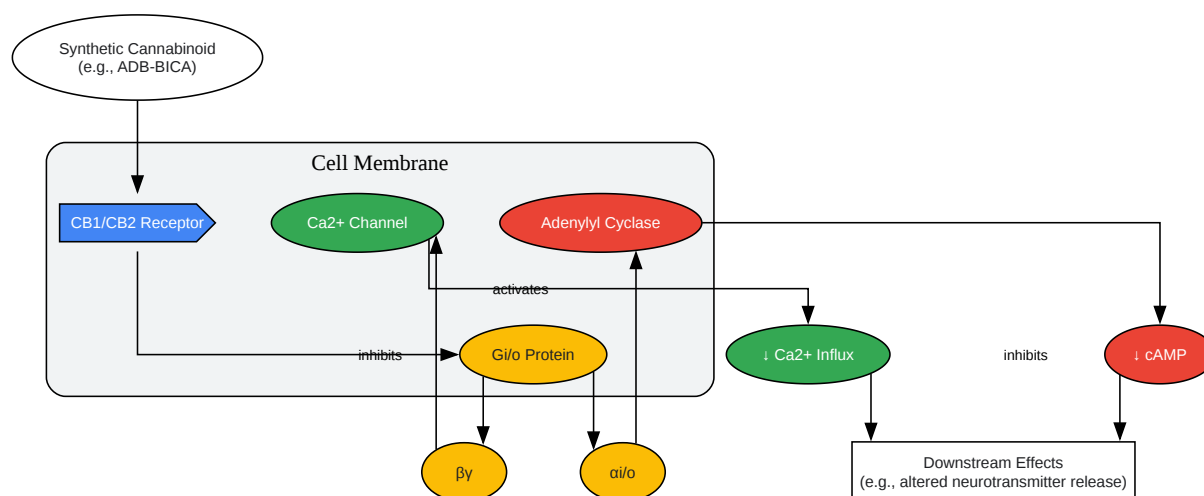 Synthetic Cannabinoid
(e.g., ADB-BICA)
Cell Membrane
CB1/CB2 Receptor
Ca2+ Channel
Adenylyl Cyclase
activates
inhibits
Gi/o Protein
↓ Ca2+ Influx
inhibits
↓ cAMP
βγ
αi/o
Downstream Effects
(e.g., altered neurotransmitter release)